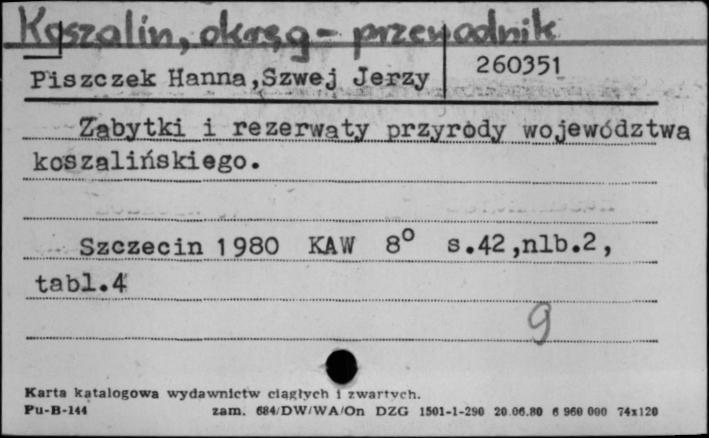 Koszalin, okręg - przewodnik
Piszczek Hanna,Szwej Jerzy
260351
Zabytki i rezerwaty przyrody województwa
koszalińskiego.
Szczecin 1980 KAW 8° s.42,nlb.2,
tabl.4
9
Karta katalogowa wydawnictw ciągłych i zwartych.
Pu-B-144 zam. 684/DW/WA/On DZG 1501-1-290 20.06.80 6 960 000 74x120